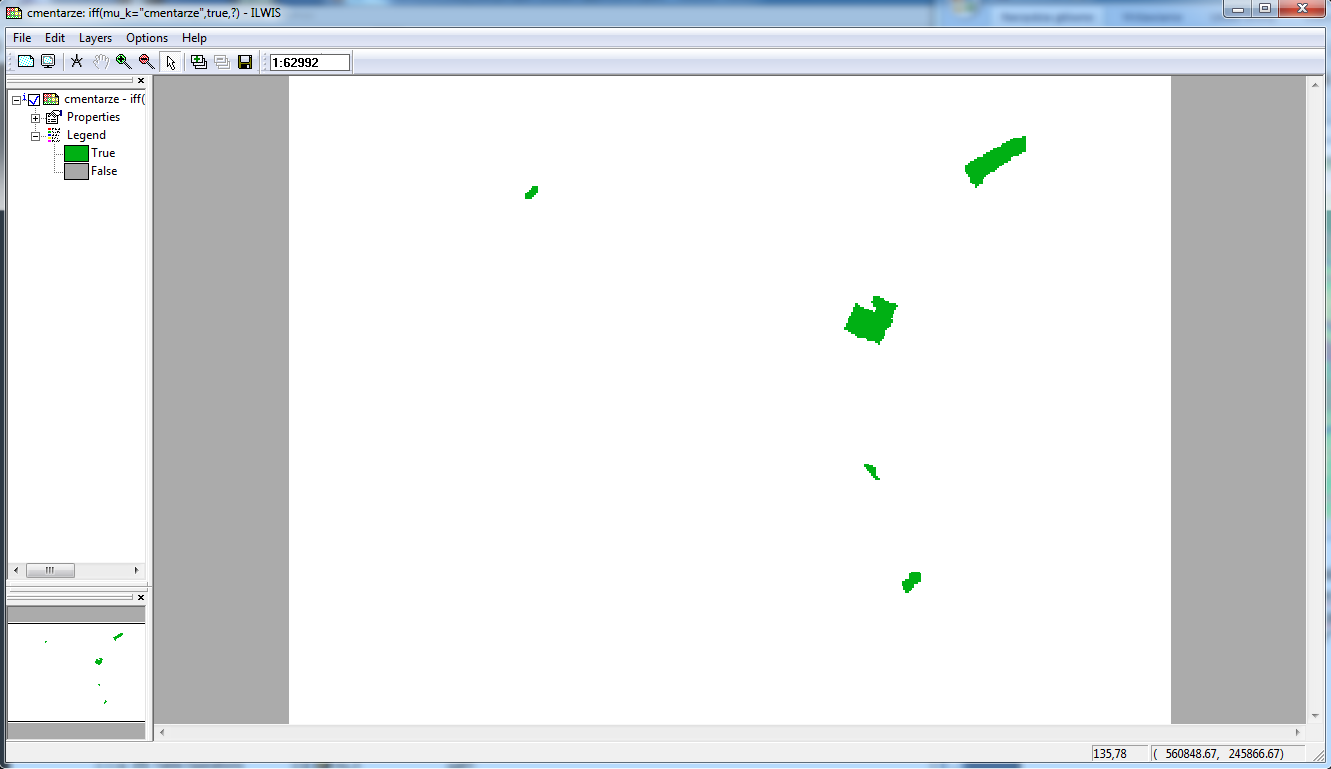 cmentarze: iff(mu_k="cmentarze",true,?) - ILWIS
File Edit Layers Options Help
1:62992
cmentarze - iff(
Properties
Legend
True
False
135,78 ( 560848.67, 245866.67)